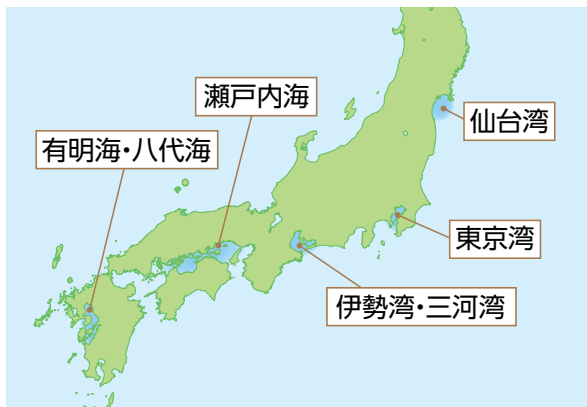 瀬戸内海
仙台湾
有明海・八代海
東京湾
伊勢湾・三河湾